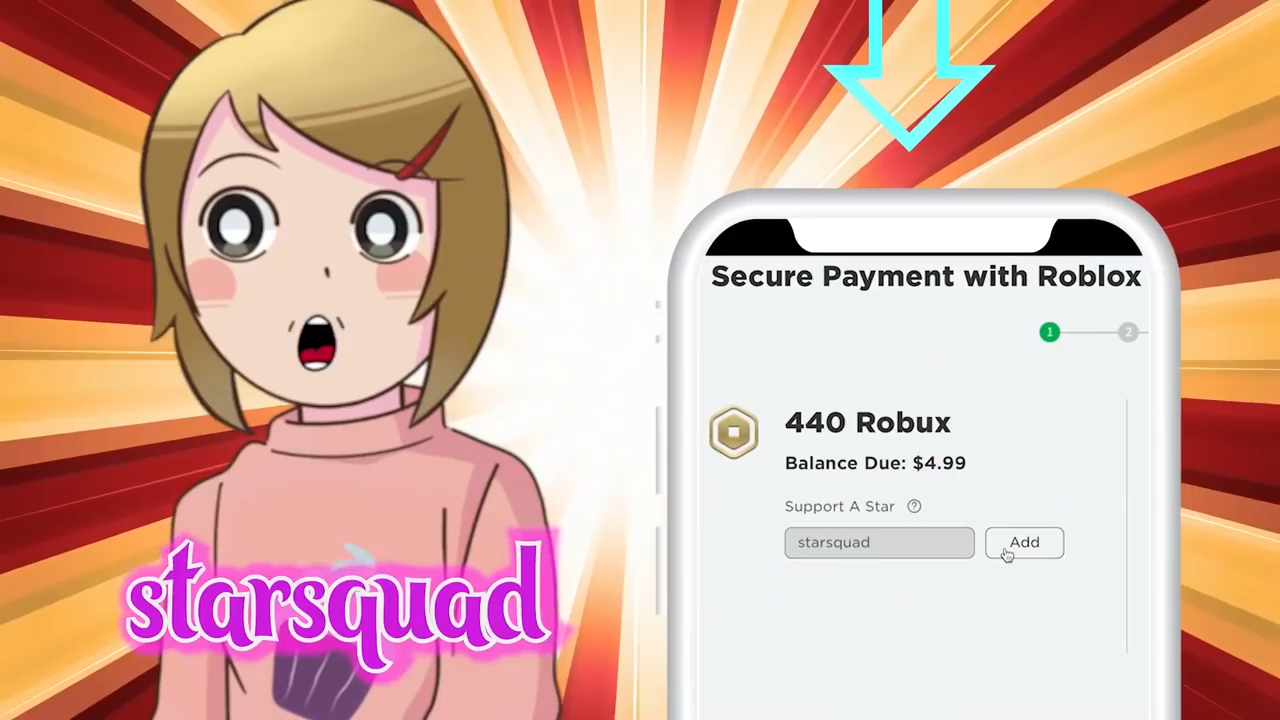 Secure Payment with Roblox
1 2
440 Robux
Balance Due: $4.99
Support A Star ?
starsquad Add
starsquad